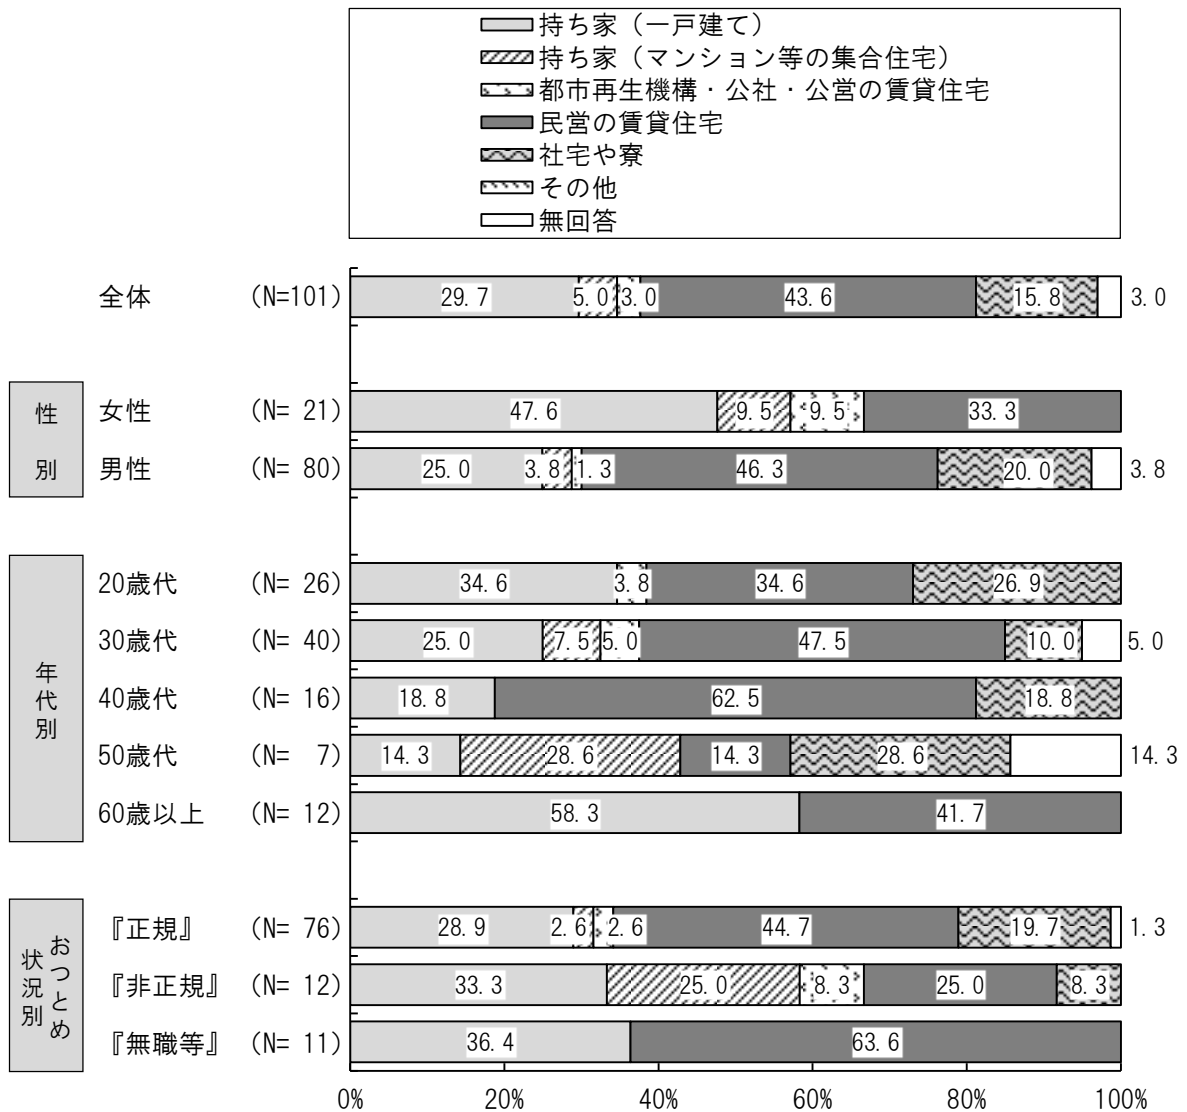 持ち家（一戸建て）
持ち家（マンション等の集合住宅）
都市再生機構・公社・公営の賃貸住宅
民営の賃貸住宅
社宅や寮
その他
無回答
全体 (N=101) 29.7 5.0 3.0 43.6 15.8 3.0
性別
女性 (N= 21) 47.6 9.5 9.5 33.3
男性 (N= 80) 25.0 3.8 1.3 46.3 20.0 3.8
年代別
20歳代 (N= 26) 34.6 3.8 34.6 26.9
30歳代 (N= 40) 25.0 7.5 5.0 47.5 10.0 5.0
40歳代 (N= 16) 18.8 62.5 18.8
50歳代 (N= 7) 14.3 28.6 14.3 28.6 14.3
60歳以上 (N= 12) 58.3 41.7
おつとめ
状況別
『正規』 (N= 76) 28.9 2.6 2.6 44.7 19.7 1.3
『非正規』 (N= 12) 33.3 25.0 8.3 25.0 8.3
『無職等』 (N= 11) 36.4 63.6
0% 20% 40% 60% 80% 100%